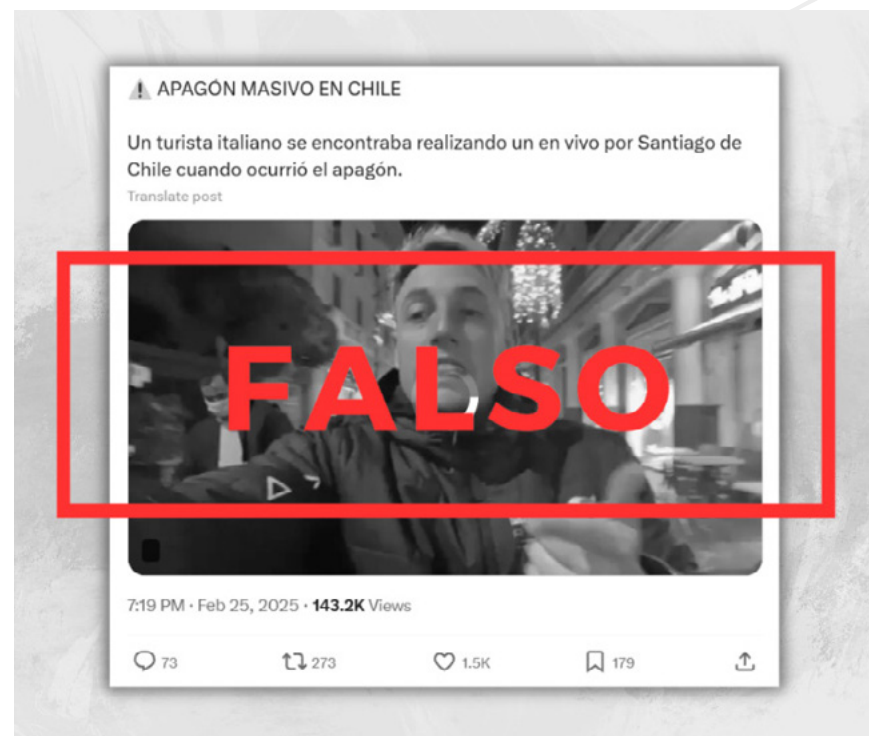 ⚠ APAGÓN MASIVO EN CHILE
Un turista italiano se encontraba realizando un en vivo por Santiago de
Chile cuando ocurrió el apagón.
Translate post
FALSO
7:19 PM · Feb 25, 2025 · 143.2K Views
73 273 1.5K 179